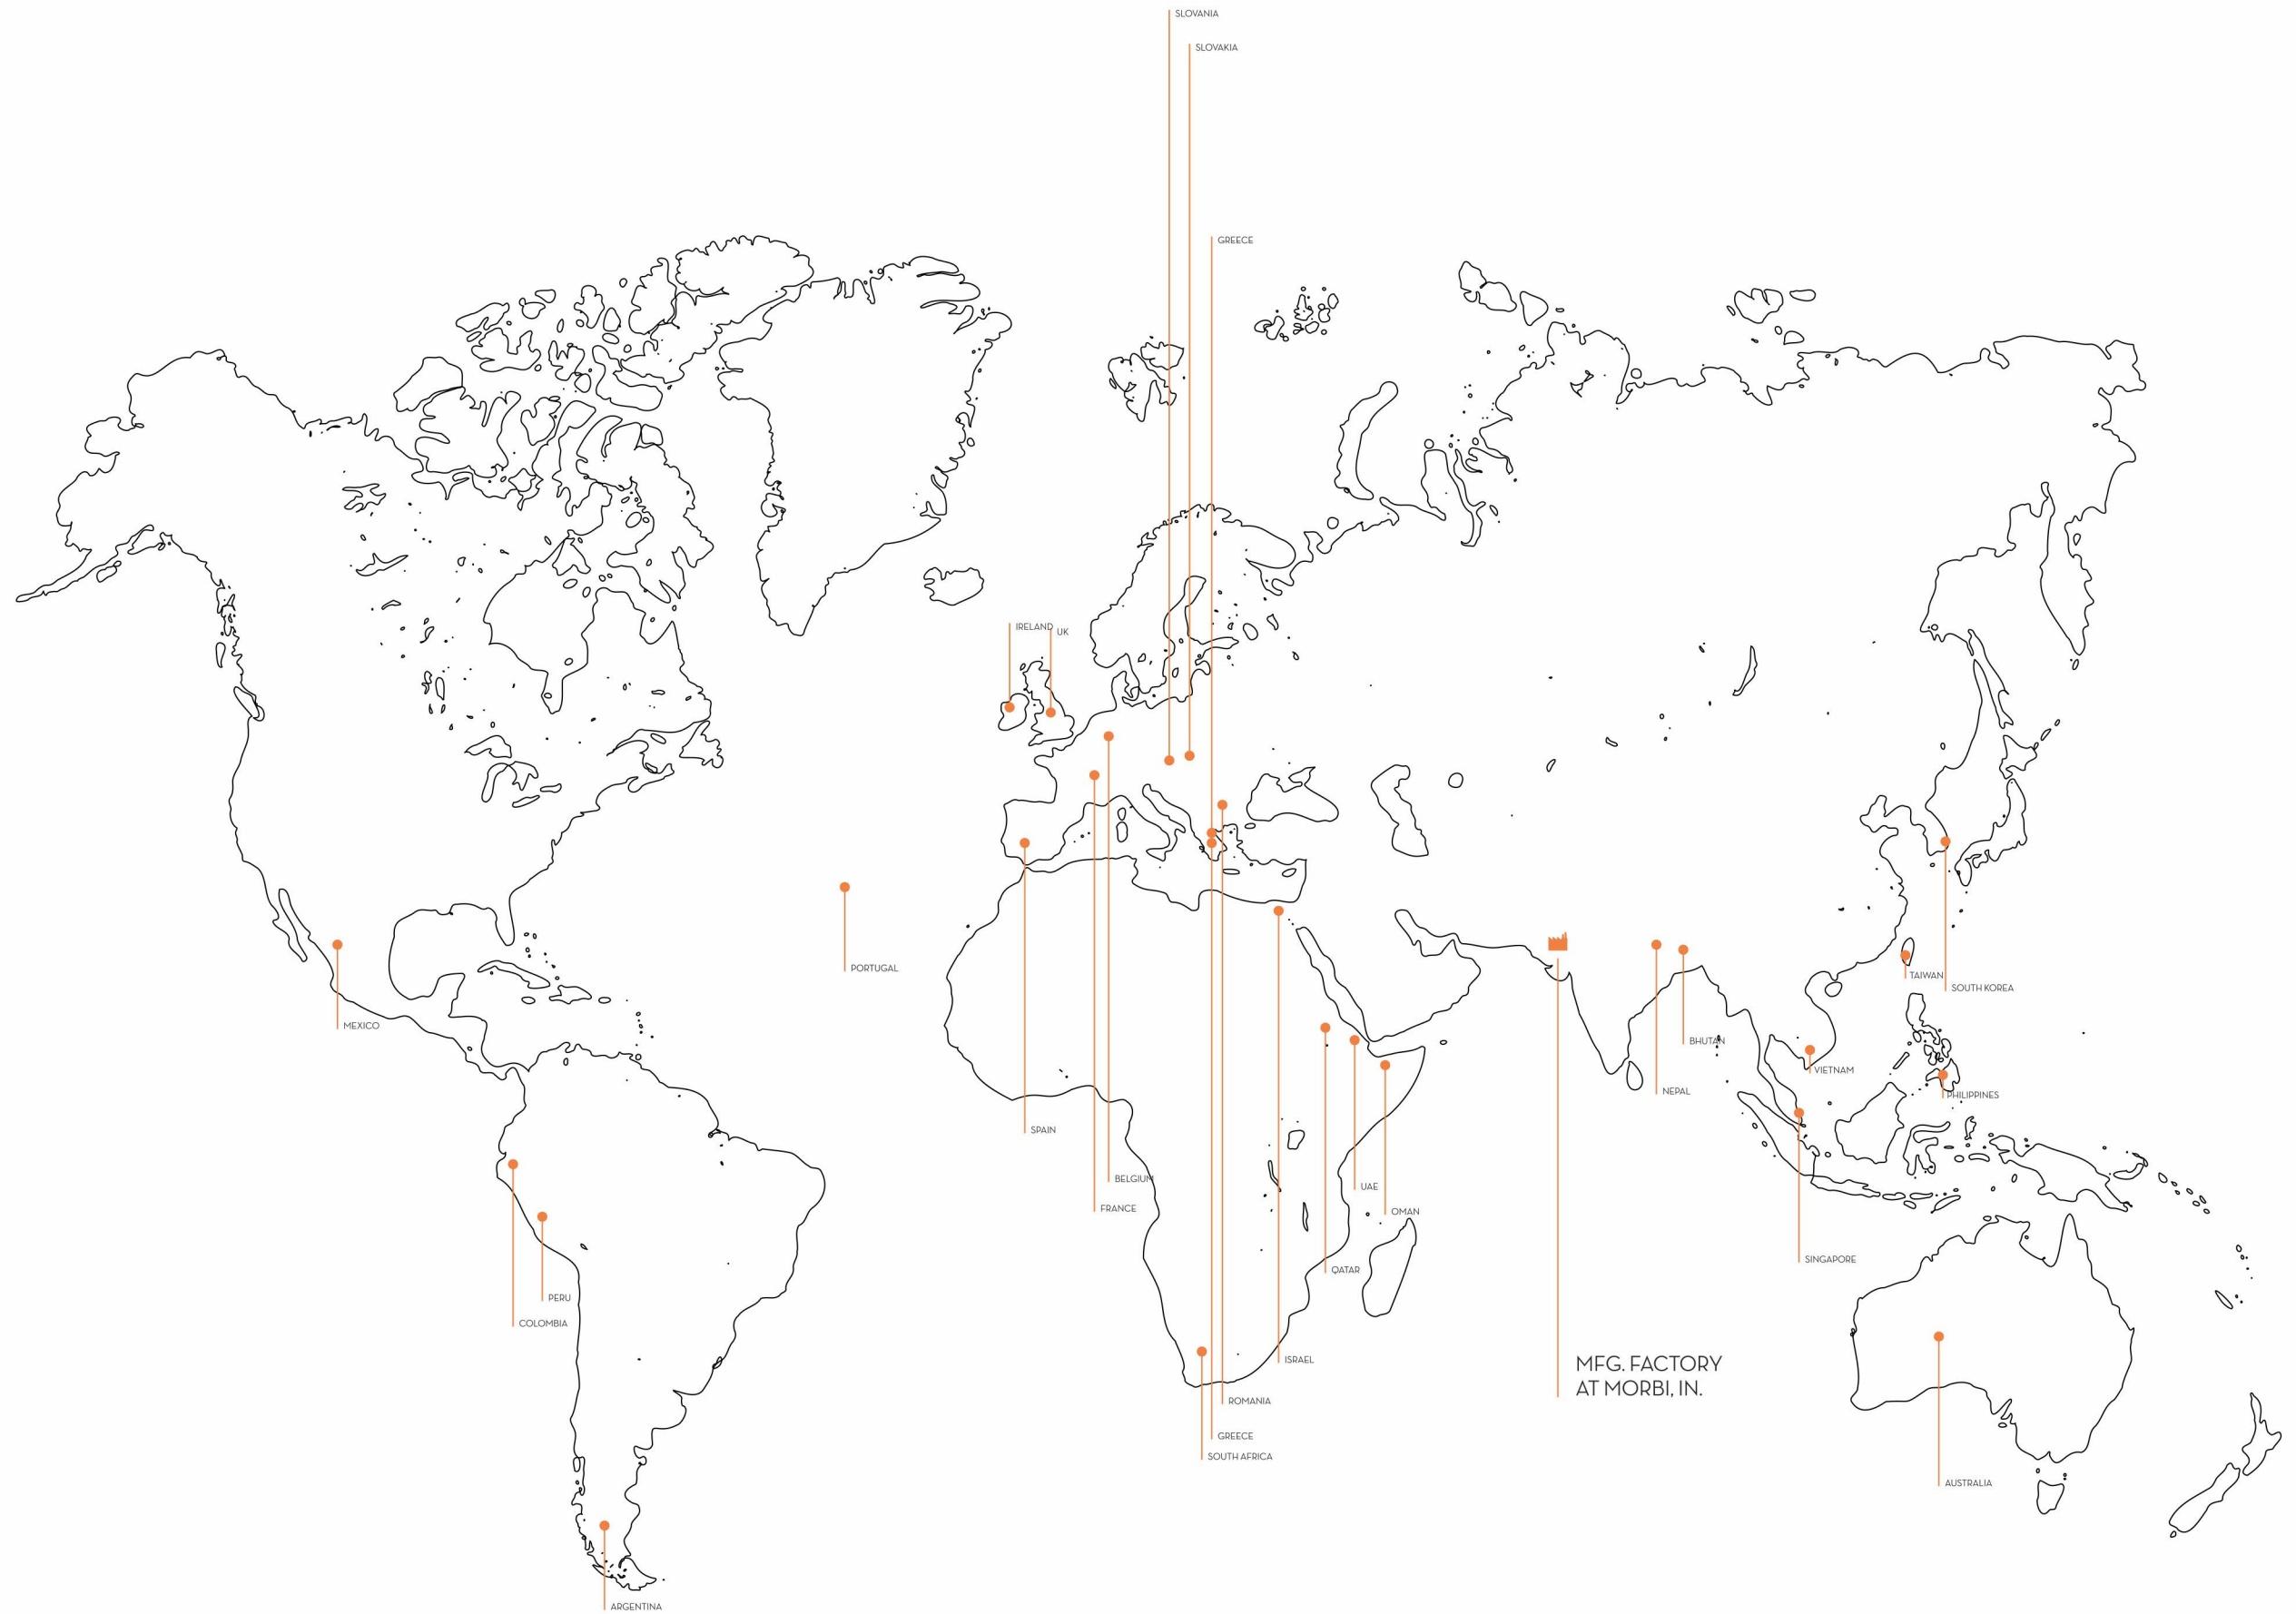 SLOVANIA
SLOVAKIA
GREECE
IRELAND
UK
PORTUGAL
TAIWAN
SOUTH KOREA
MEXICO
BHUTAN
VIETNAM
NEPAL
PHILIPPINES
SPAIN
BELGIUM
UAE
FRANCE
OMAN
SINGAPORE
QATAR
PERU
COLOMBIA
ISRAEL
MFG. FACTORY
AT MORBI, IN.
ROMANIA
GREECE
SOUTH AFRICA
AUSTRALIA
ARGENTINA